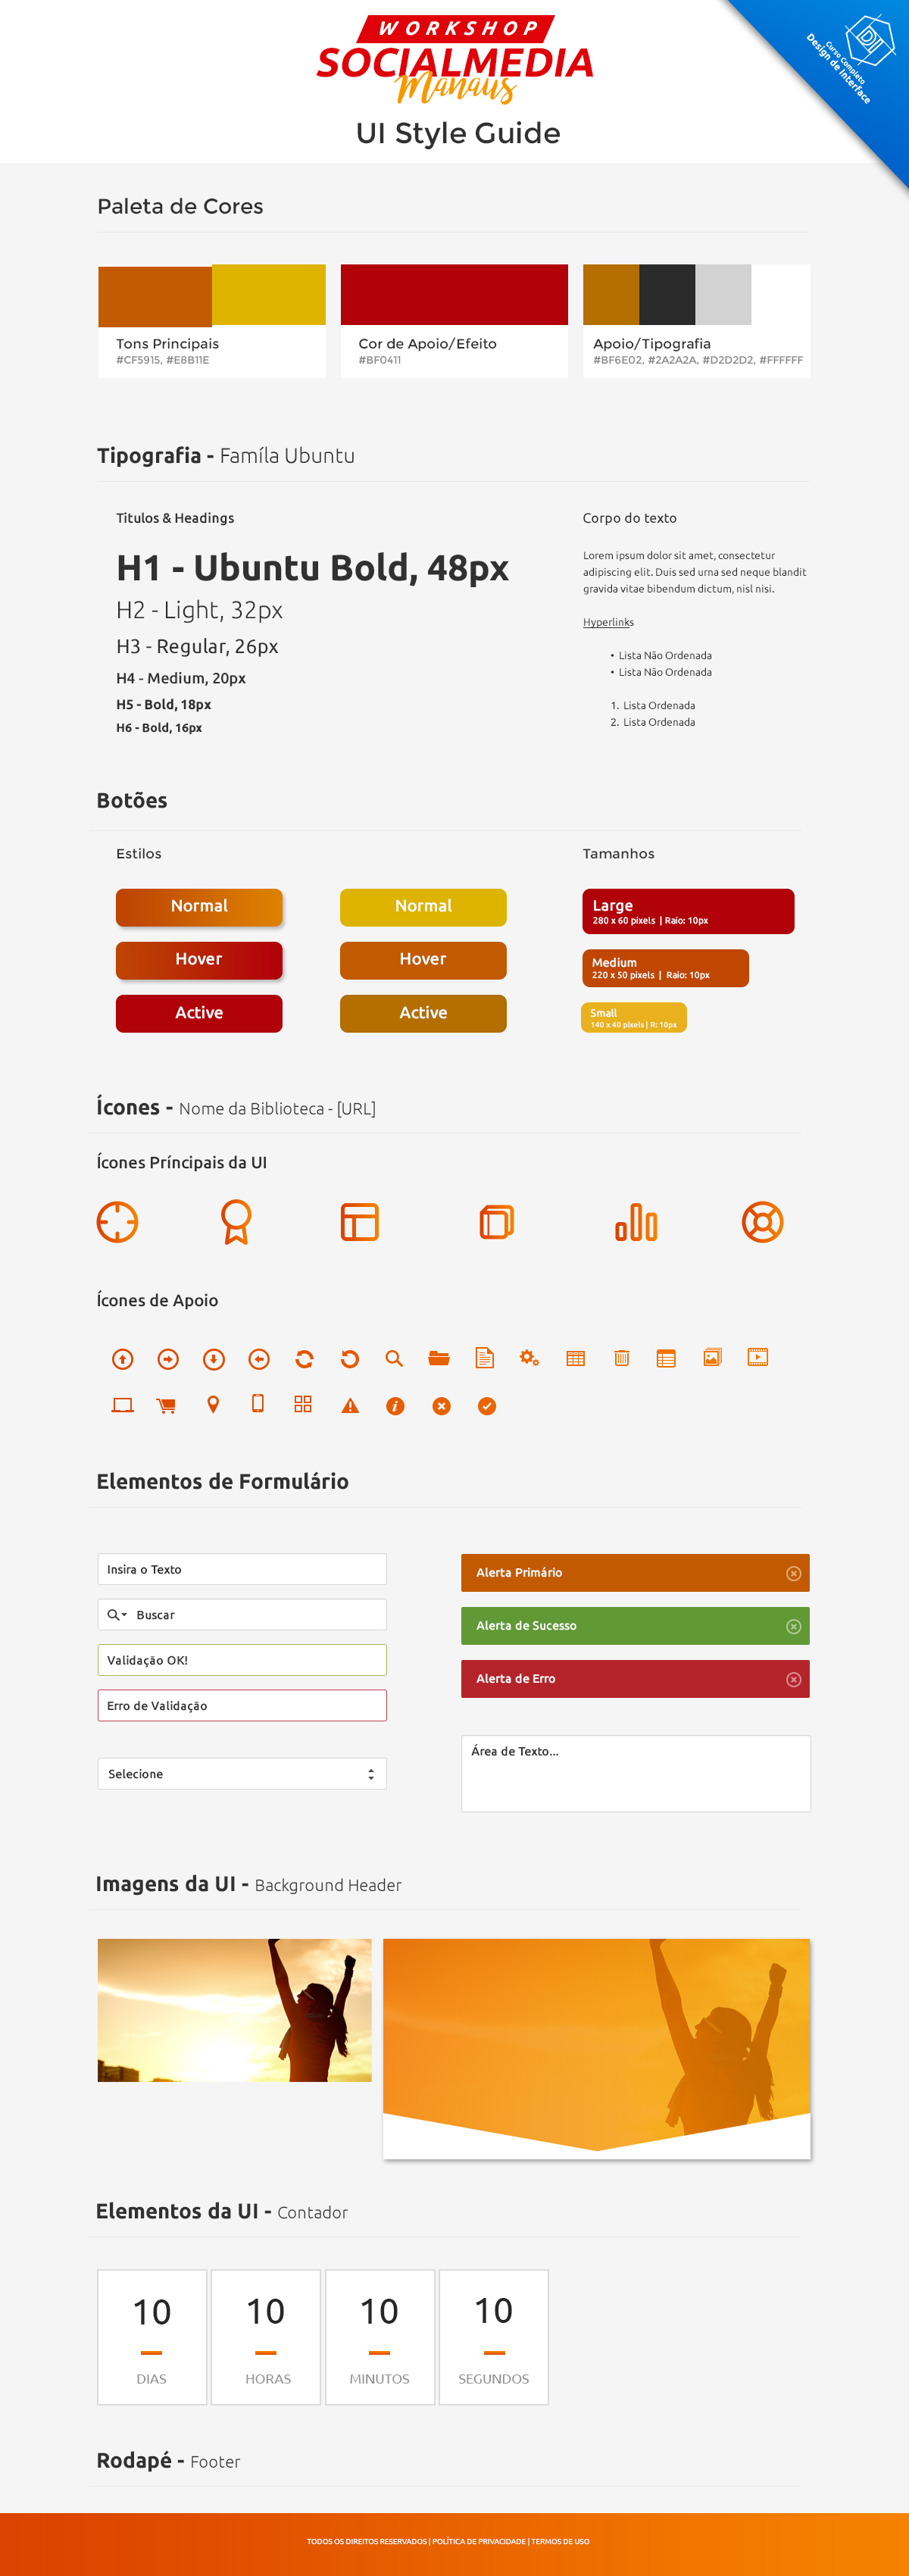 WORKSHOP
SOCIALMEDIA
Manaus
UI Style Guide
DI
Curso Completo
Design de Interface
Paleta de Cores
Tons Principais
#CF5915, #E8B11E
Cor de Apoio/Efeito
#BF0411
Apoio/Tipografia
#BF6E02, #2A2A2A, #D2D2D2, #FFFFFF
Tipografia - Famíla Ubuntu
Titulos & Headings
H1 - Ubuntu Bold, 48px
H2 - Light, 32px
H3 - Regular, 26px
H4 - Medium, 20px
H5 - Bold, 18px
H6 - Bold, 16px
Corpo do texto
Lorem ipsum dolor sit amet, consectetur
adipiscing elit. Duis sed urna sed neque blandit
gravida vitae bibendum dictum, nisl nisi.
Hyperlinks
• Lista Não Ordenada
• Lista Não Ordenada
1. Lista Ordenada
2. Lista Ordenada
Botões
Estilos
Normal
Hover
Active
Normal
Hover
Active
Tamanhos
Large
280 x 60 pixels | Raio: 10px
Medium
220 x 50 pixels | Raio: 10px
Small
140 x 40 pixels | R: 10px
Ícones - Nome da Biblioteca - [URL]
Ícones Príncipais da UI
Ícones de Apoio
Elementos de Formulário
Insira o Texto
Buscar
Validação OK!
Erro de Validação
Selecione
Alerta Primário
Alerta de Sucesso
Alerta de Erro
Área de Texto...
Imagens da UI - Background Header
Elementos da UI - Contador
10
DIAS
10
HORAS
10
MINUTOS
10
SEGUNDOS
Rodapé - Footer
TODOS OS DIREITOS RESERVADOS | POLÍTICA DE PRIVACIDADE | TERMOS DE USO